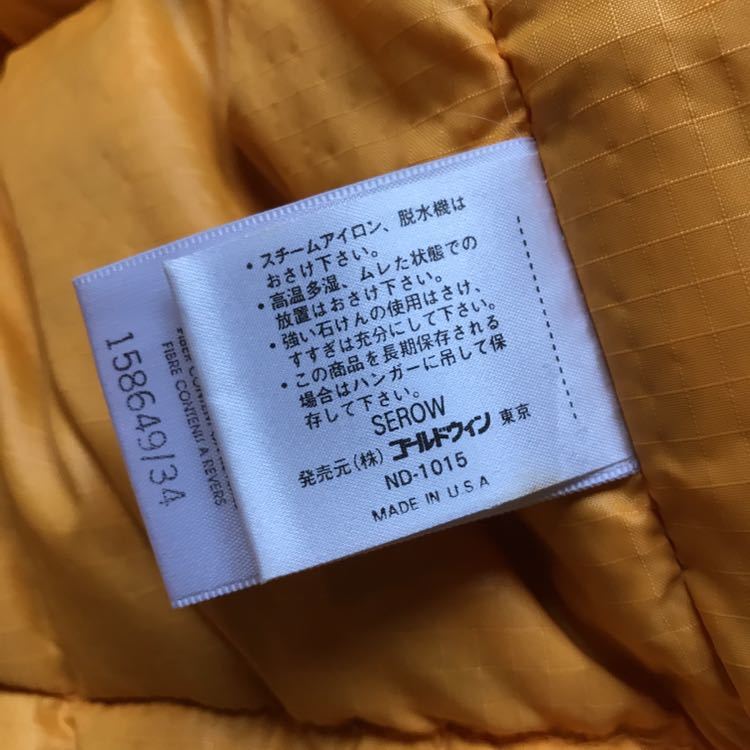 ・スチームアイロン、脱水機は
おさけ下さい。
・高温多湿、ムレた状態での
放置はおさけ下さい。
・強い石けんの使用はさけ、
すすぎは充分にして下さい。
・この商品を長期保存される
場合はハンガーに吊して保
存して下さい。
SEROW
発売元(株)ゴールドウィン 東京
ND-1015
MADE IN U.S.A
FIBER CONTENT
FIBRE CONTENIS A REVERS
158649/34